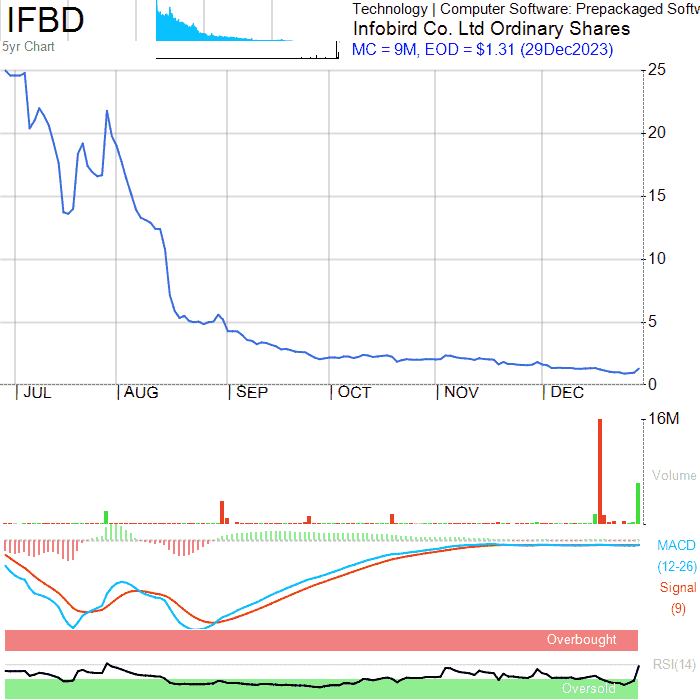 IFBD
5yr Chart
Technology | Computer Software: Prepackaged Softw
Infobird Co. Ltd Ordinary Shares
MC = 9M, EOD = $1.31 (29Dec2023)
25
20
15
10
5
0
JUL AUG SEP OCT NOV DEC
16M
Volume
MACD
(12-26)
Signal
(9)
Overbought
RSI(14)
Oversold